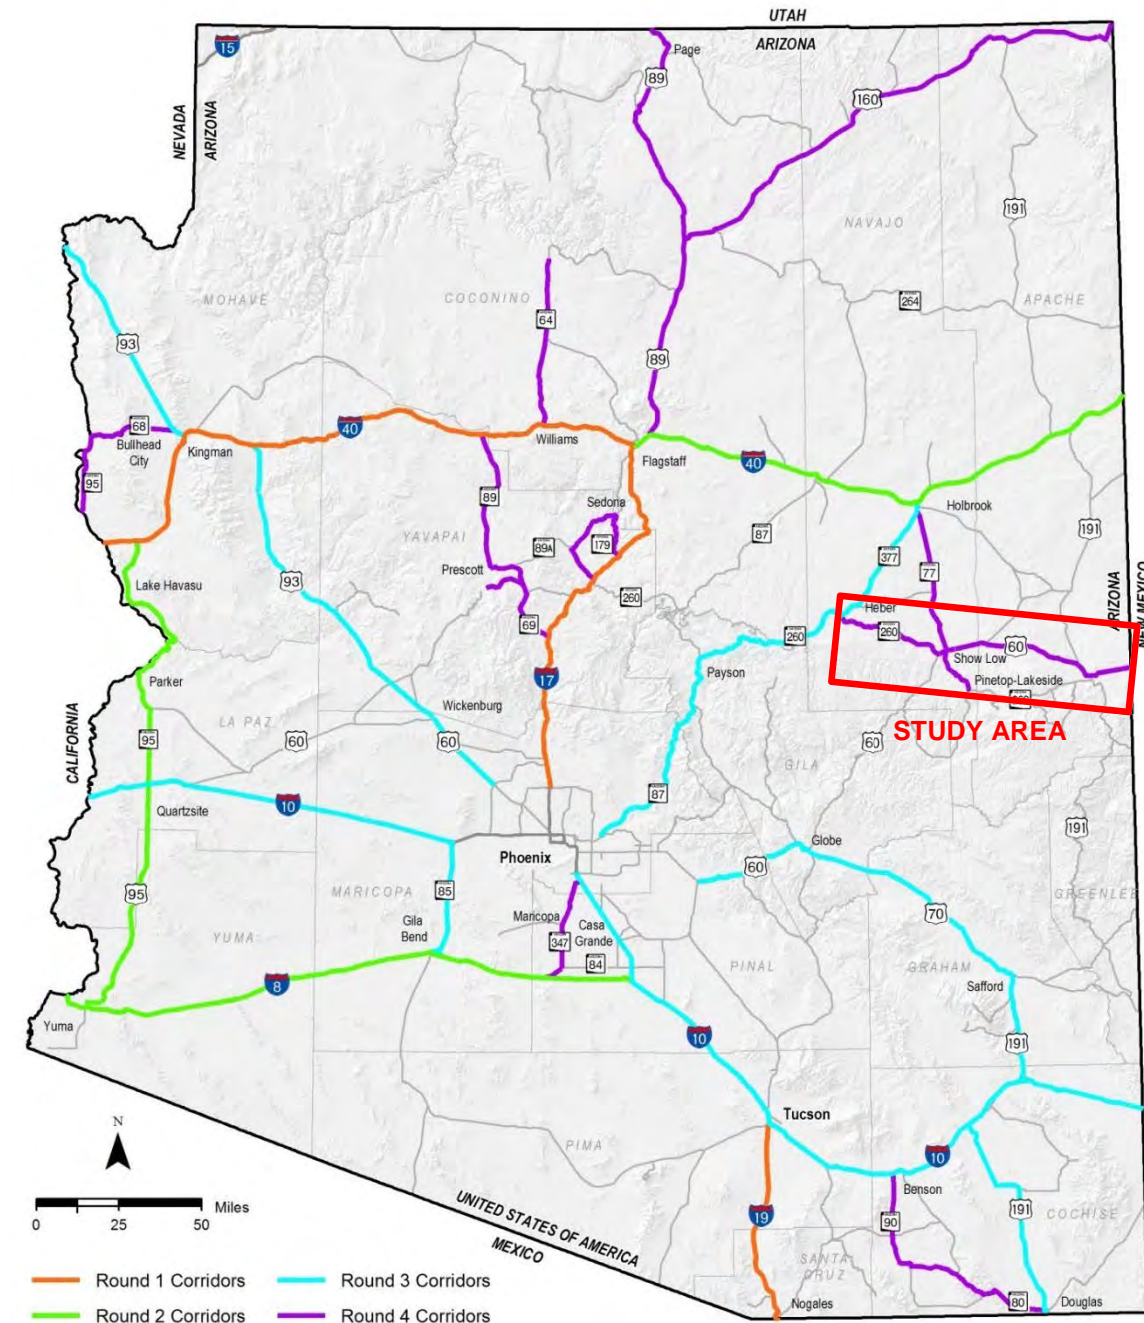 UTAH
ARIZONA
15
Page
89
160
NEVADA
ARIZONA
191
NAVAJO
MOHAVE
COCONINO
264
APACHE
64
93
89
68
40
Bullhead
City
Kingman
Williams
Flagstaff
40
95
89
Sedona
Holbrook
87
191
YAVAPAI
89A
179
377
77
Lake Havasu
93
Prescott
260
69
Heber
260
ARIZONA
NEW MEXICO
260
60
Show Low
Pinetop-Lakeside
Payson
Parker
17
STUDY AREA
Wickenburg
LA PAZ
95
60
60
60
CALIFORNIA
GILA
87
Quartzsite
10
191
Globe
Phoenix
60
MARICOPA
85
95
GREENLEE
70
Gila
Bend
Maricopa
Casa
Grande
347
84
YUMA
PINAL
GRAHAM
8
Safford
Yuma
10
191
N
Tucson
PIMA
10
Benson
0 25 50 Miles
UNITED STATES OF AMERICA
MEXICO
19
90
191
COCHISE
SANTA
CRUZ
80
Douglas
Nogales
Round 1 Corridors
Round 3 Corridors
Round 2 Corridors
Round 4 Corridors